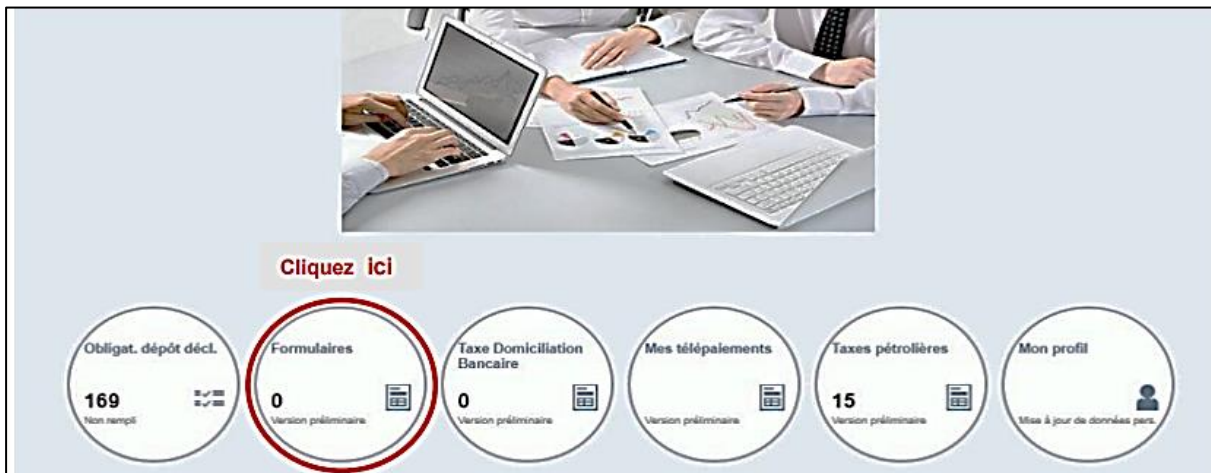 Cliquez ici
Obligat. dépôt décl.
169
Non rempli
Formulaires
0
Version préliminaire
Taxe Domiciliation
Bancaire
0
Version préliminaire
Mes télépaiements
Version préliminaire
Taxes pétrolières
15
Version préliminaire
Mon profil
Mise à jour de données pers.